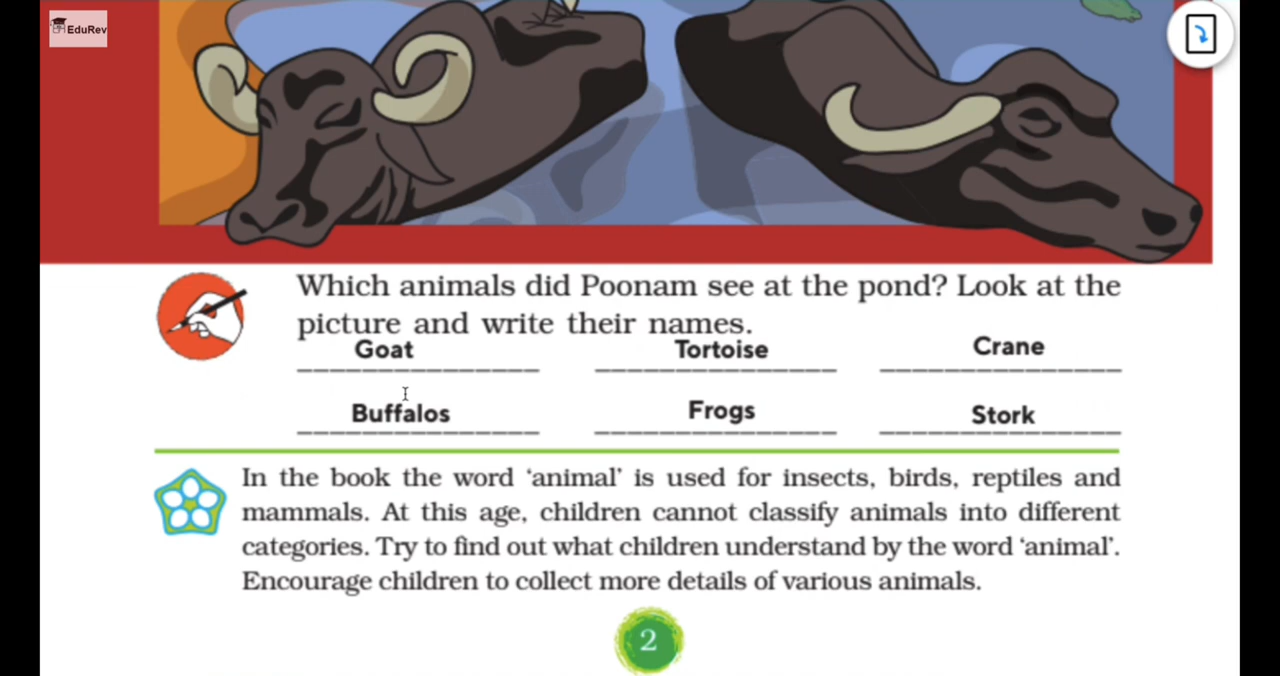 EduRev
Which animals did Poonam see at the pond? Look at the
picture and write their names.
Goat Tortoise Crane
Buffalos Frogs Stork
In the book the word ‘animal’ is used for insects, birds, reptiles and
mammals. At this age, children cannot classify animals into different
categories. Try to find out what children understand by the word ‘animal’.
Encourage children to collect more details of various animals.
2